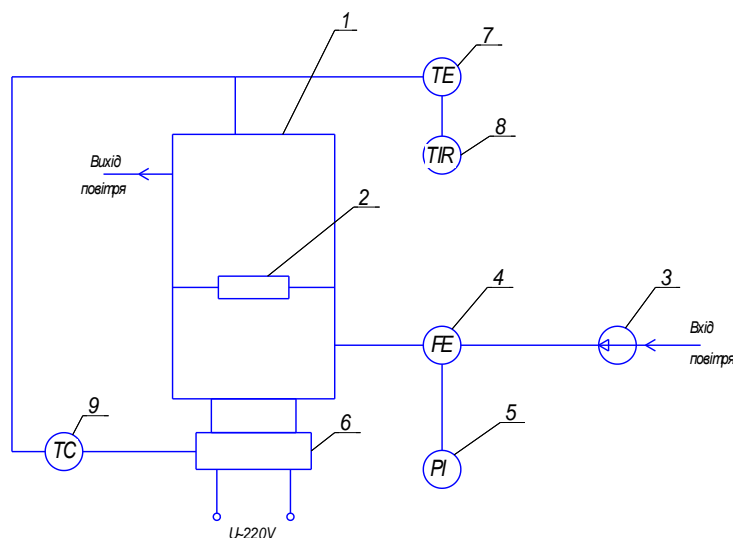 1
7
TE
TIR
8
Вихід
повітря
2
4
3
FE
Вхід
повітря
9
6
5
TC
PI
U~220V